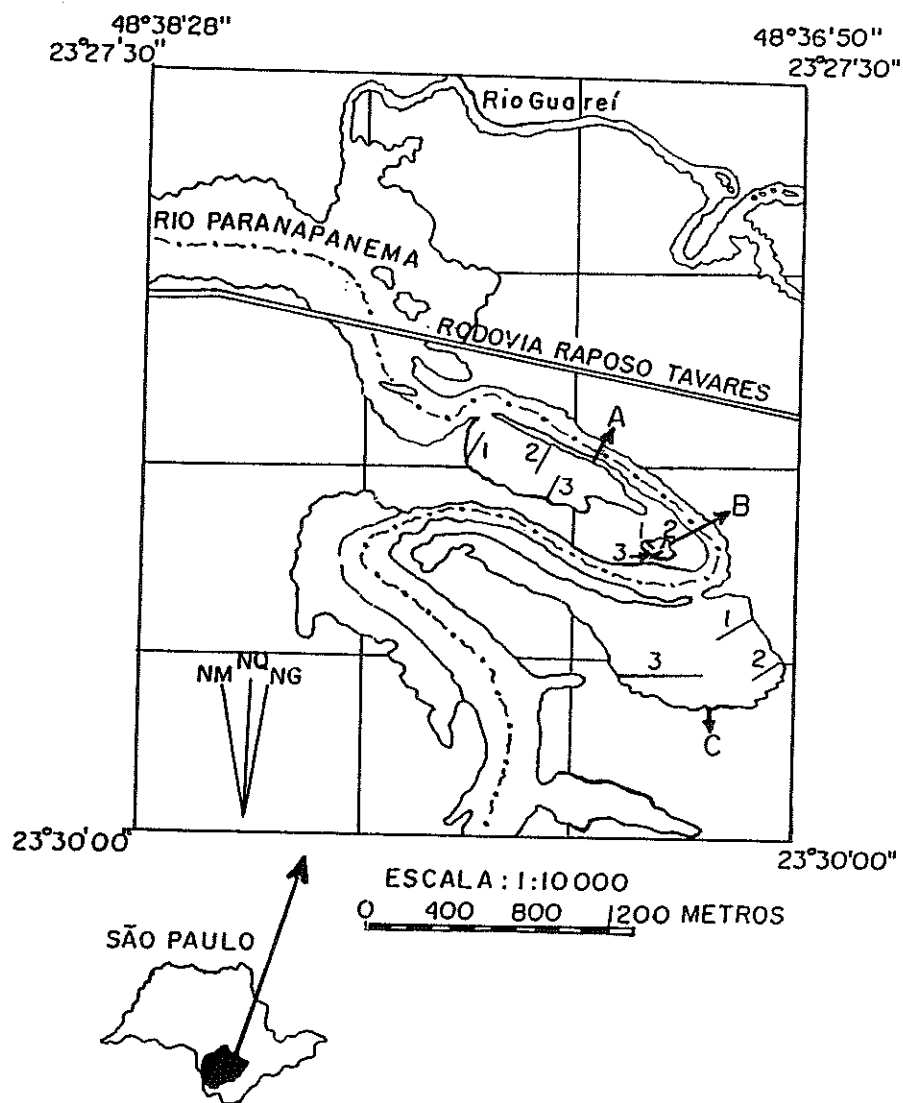 48°38'28"
23°27'30"
48°36'50"
23°27'30"
Rio Guareí
RIO PARANAPANEMA
RODOVIA RAPOSO TAVARES
A
1
2
3
B
1
2
3
1
2
3
C
NM NQ NG
23°30'00"
23°30'00"
ESCALA : 1:10 000
0 400 800 1200 METROS
SÃO PAULO